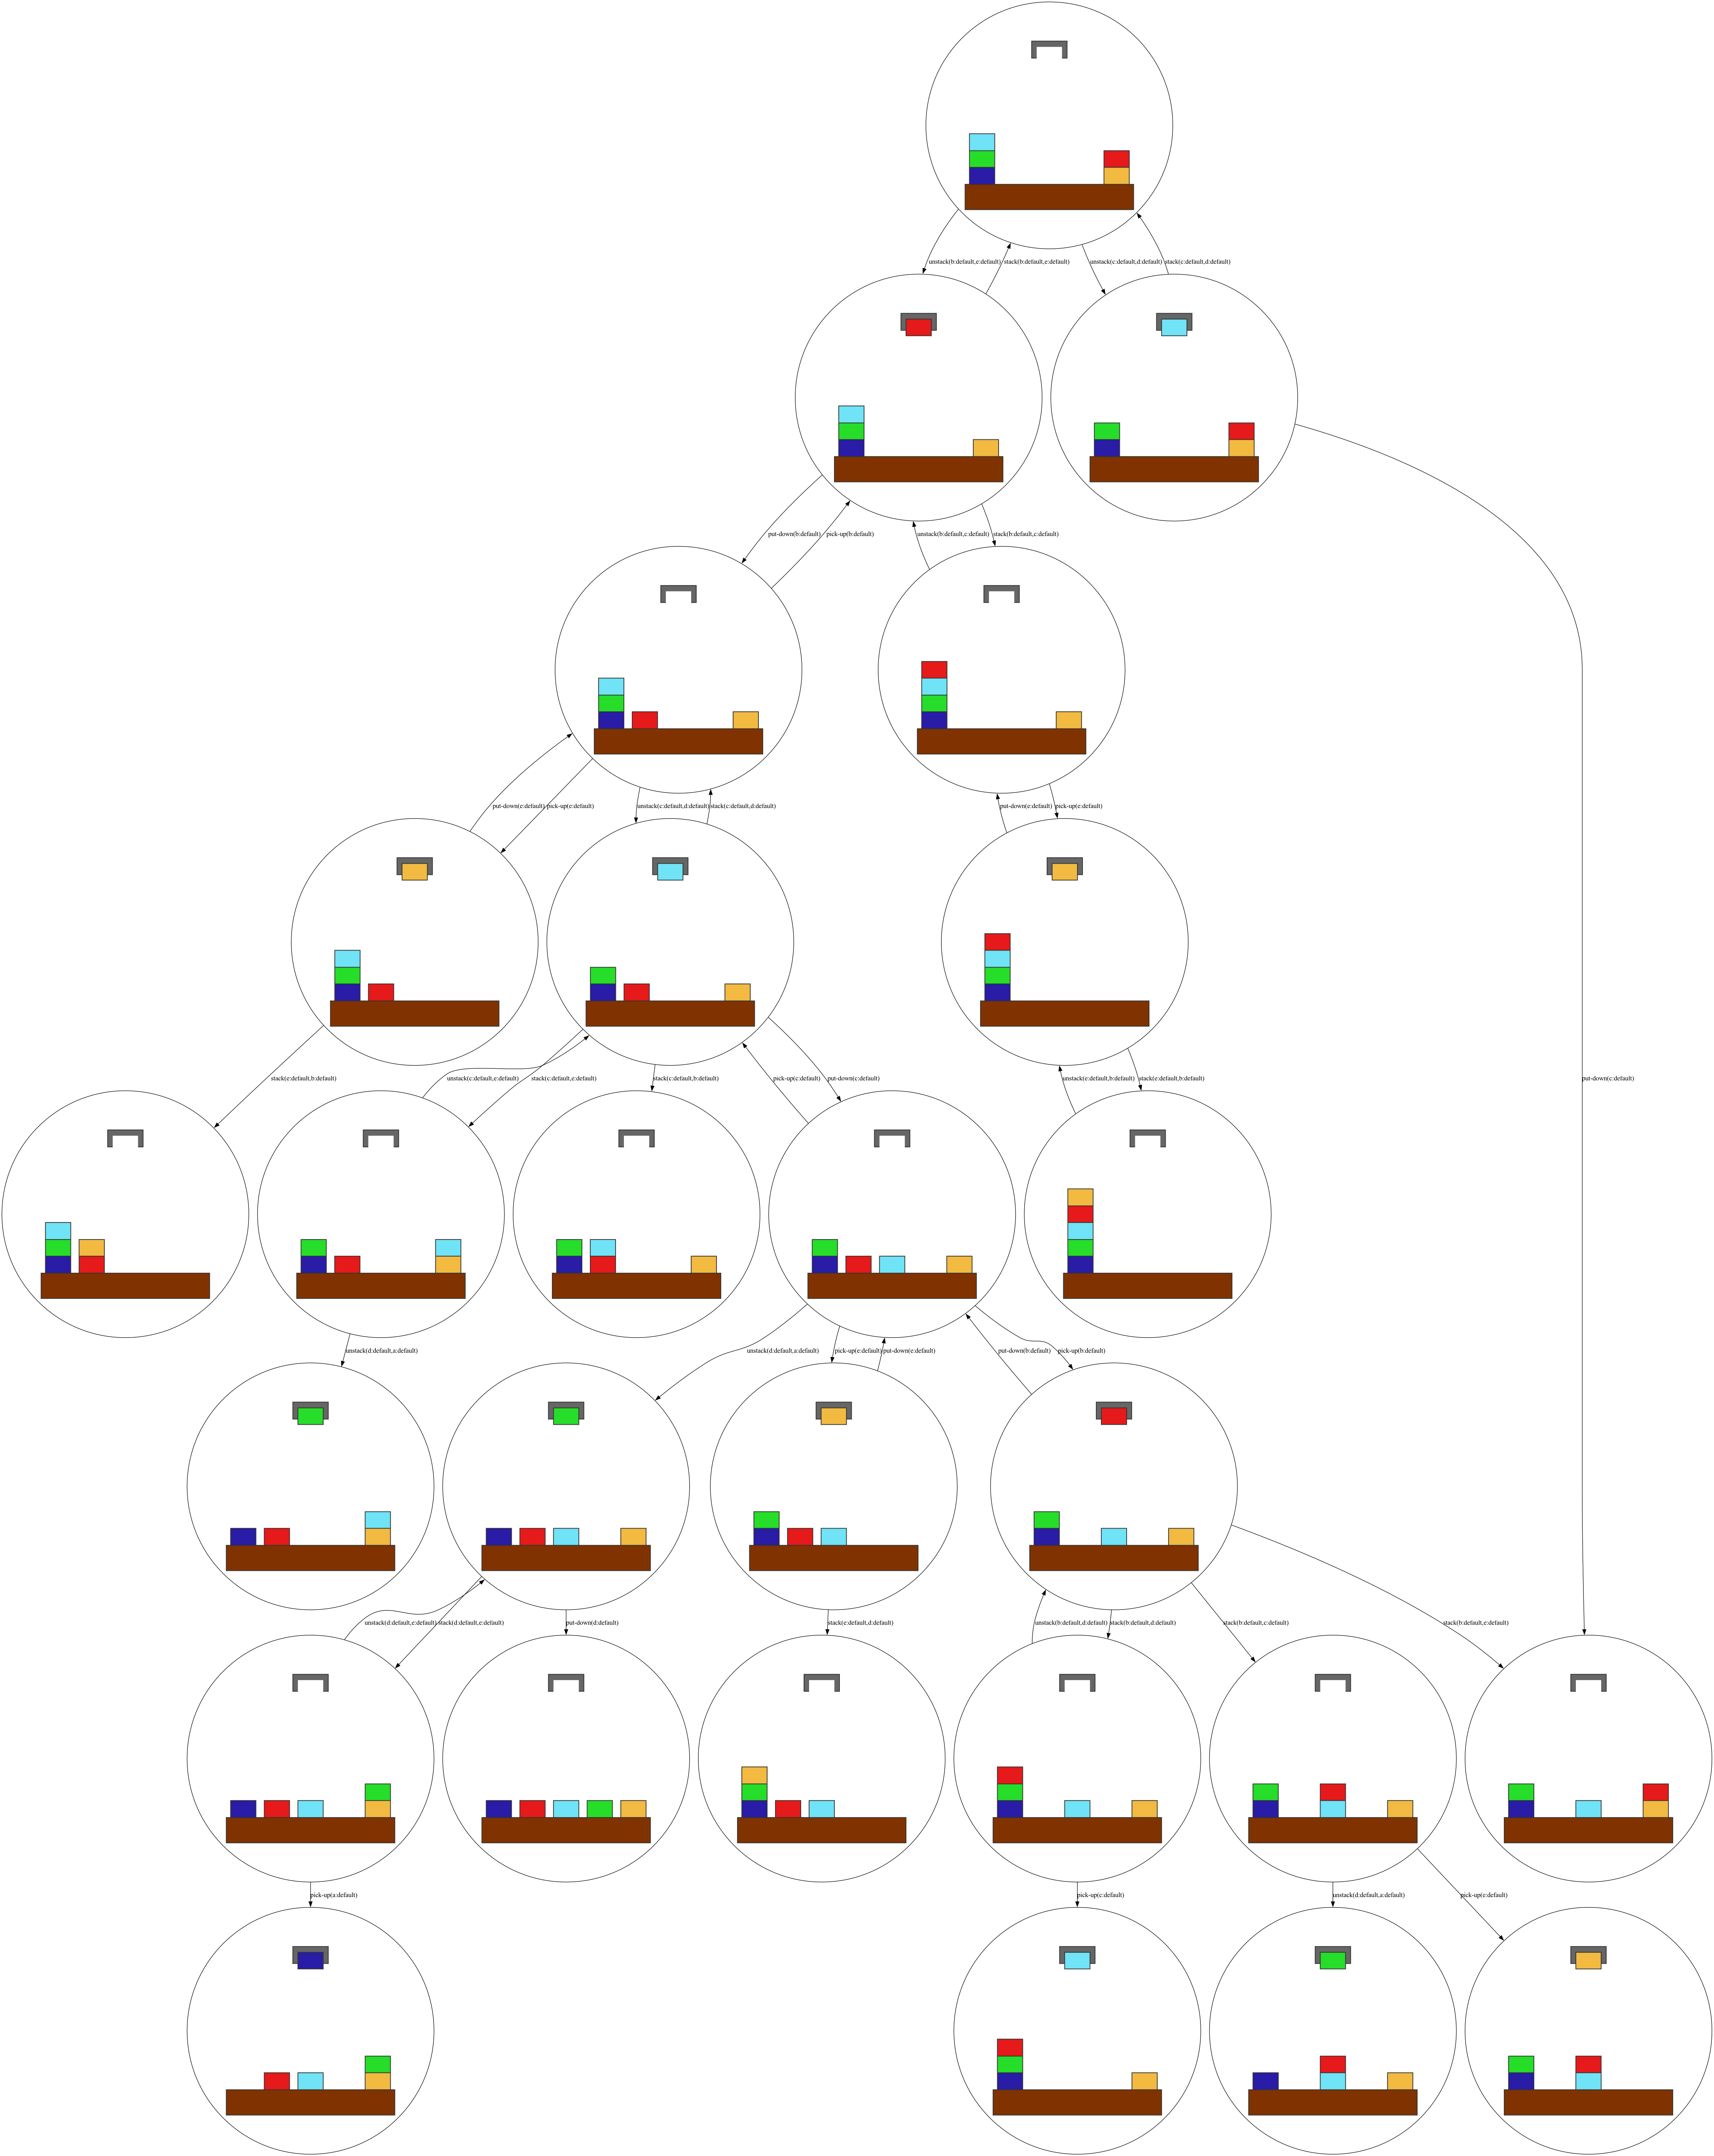 unstack(b:default,e:default)
stack(b:default,e:default)
unstack(c:default,d:default)
stack(c:default,d:default)
put-down(b:default)
pick-up(b:default)
unstack(b:default,c:default)
stack(b:default,c:default)
put-down(e:default)
pick-up(e:default)
unstack(c:default,d:default)
stack(c:default,d:default)
put-down(e:default)
pick-up(e:default)
stack(e:default,b:default)
unstack(c:default,e:default)
stack(c:default,e:default)
stack(c:default,b:default)
pick-up(c:default)
put-down(c:default)
unstack(e:default,b:default)
stack(e:default,b:default)
put-down(c:default)
unstack(d:default,a:default)
unstack(d:default,a:default)
pick-up(e:default)
put-down(e:default)
put-down(b:default)
pick-up(b:default)
unstack(d:default,e:default)
stack(d:default,e:default)
put-down(d:default)
stack(e:default,d:default)
unstack(b:default,d:default)
stack(b:default,d:default)
stack(b:default,c:default)
stack(b:default,e:default)
pick-up(a:default)
pick-up(c:default)
unstack(d:default,a:default)
pick-up(e:default)